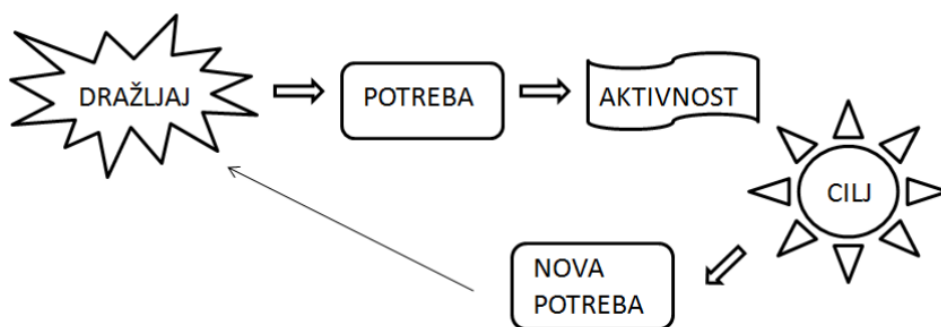 DRAŽLJAJ
POTREBA
AKTIVNOST
CILJ
NOVA
POTREBA